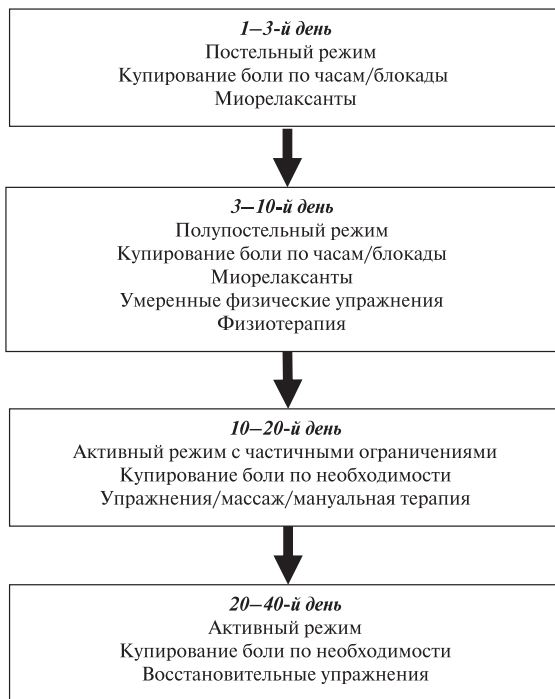 1–3-й день
Постельный режим
Купирование боли по часам/блокады
Миорелаксанты
3–10-й день
Полупостельный режим
Купирование боли по часам/блокады
Миорелаксанты
Умеренные физические упражнения
Физиотерапия
10–20-й день
Активный режим с частичными ограничениями
Купирование боли по необходимости
Упражнения/массаж/мануальная терапия
20–40-й день
Активный режим
Купирование боли по необходимости
Восстановительные упражнения